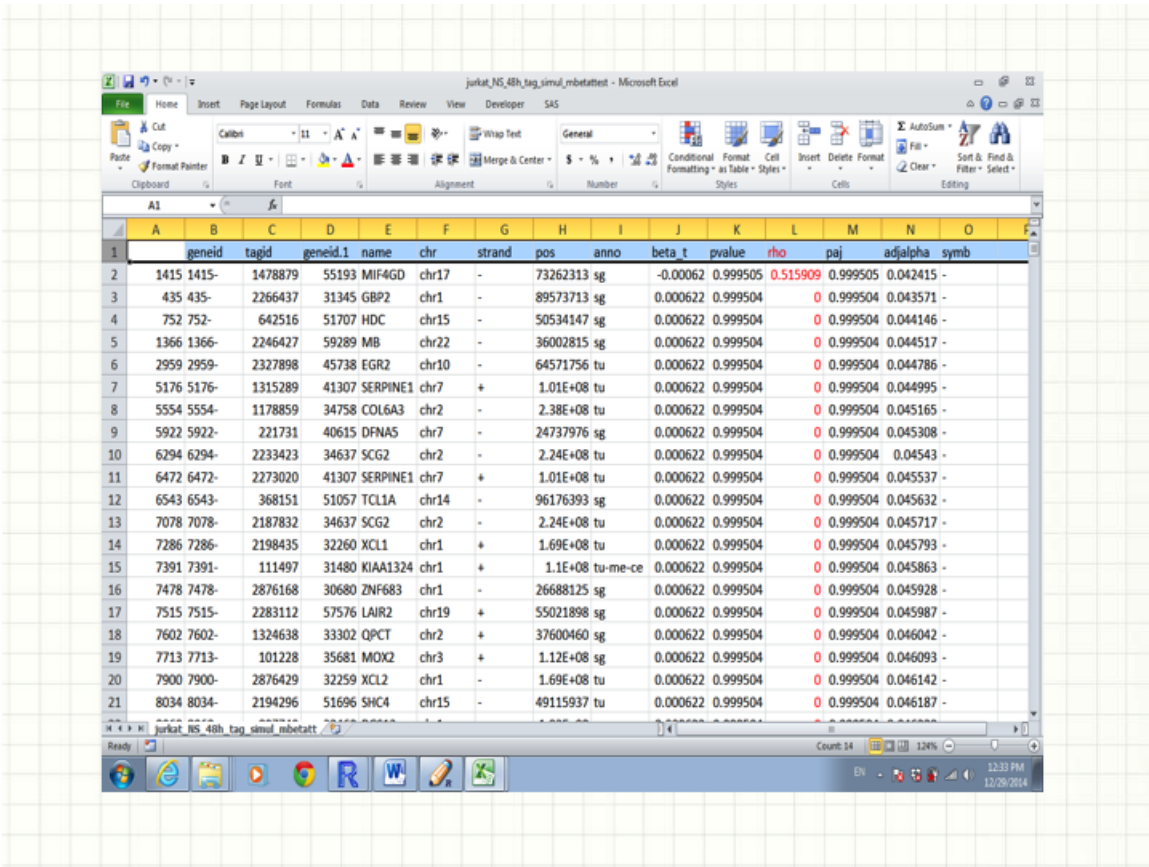 jurkat_NS_48h_tag_simul_mbetattest - Microsoft Excel
File Home Insert Page Layout Formulas Data Review View Developer SAS
Cut Calibri 11 A A Wrap Text General Σ AutoSum
Copy Fill
Paste Format Painter B I U Merge & Center $ % , Conditional Formatting as Table Format Cell Styles Insert Delete Format Clear Sort & Filter Find & Select
Clipboard Font Alignment Number Styles Cells Editing
A1 fx
A B C D E F G H I J K L M N O
1 geneid tagid geneid.1 name chr strand pos anno beta_t pvalue rho paj adjalpha symb
2 1415 1415- 1478879 55193 MIF4GD chr17 - 73262313 sg -0.00062 0.999505 0.515909 0.999505 0.042415 -
3 435 435- 2266437 31345 GBP2 chr1 - 89573713 sg 0.000622 0.999504 0 0.999504 0.043571 -
4 752 752- 642516 51707 HDC chr15 - 50534147 sg 0.000622 0.999504 0 0.999504 0.044146 -
5 1366 1366- 2246427 59289 MB chr22 - 36002815 sg 0.000622 0.999504 0 0.999504 0.044517 -
6 2959 2959- 2327898 45738 EGR2 chr10 - 64571756 tu 0.000622 0.999504 0 0.999504 0.044786 -
7 5176 5176- 1315289 41307 SERPINE1 chr7 + 1.01E+08 tu 0.000622 0.999504 0 0.999504 0.044995 -
8 5554 5554- 1178859 34758 COL6A3 chr2 - 2.38E+08 tu 0.000622 0.999504 0 0.999504 0.045165 -
9 5922 5922- 221731 40615 DFNA5 chr7 - 24737976 sg 0.000622 0.999504 0 0.999504 0.045308 -
10 6294 6294- 2233423 34637 SCG2 chr2 - 2.24E+08 sg 0.000622 0.999504 0 0.999504 0.04543 -
11 6472 6472- 2273020 41307 SERPINE1 chr7 + 1.01E+08 tu 0.000622 0.999504 0 0.999504 0.045537 -
12 6543 6543- 368151 51057 TCL1A chr14 - 96176393 sg 0.000622 0.999504 0 0.999504 0.045632 -
13 7078 7078- 2187832 34637 SCG2 chr2 - 2.24E+08 tu 0.000622 0.999504 0 0.999504 0.045717 -
14 7286 7286- 2198435 32260 XCL1 chr1 + 1.69E+08 tu 0.000622 0.999504 0 0.999504 0.045793 -
15 7391 7391- 111497 31480 KIAA1324 chr1 + 1.1E+08 tu-me-ce 0.000622 0.999504 0 0.999504 0.045863 -
16 7478 7478- 2876168 30680 ZNF683 chr1 - 26688125 sg 0.000622 0.999504 0 0.999504 0.045928 -
17 7515 7515- 2283112 57576 LAIR2 chr19 + 55021898 sg 0.000622 0.999504 0 0.999504 0.045987 -
18 7602 7602- 1324638 33302 QPCT chr2 + 37600460 sg 0.000622 0.999504 0 0.999504 0.046042 -
19 7713 7713- 101228 35681 MOX2 chr3 + 1.12E+08 sg 0.000622 0.999504 0 0.999504 0.046093 -
20 7900 7900- 2876429 32259 XCL2 chr1 - 1.69E+08 tu 0.000622 0.999504 0 0.999504 0.046142 -
21 8034 8034- 2194296 51696 SHC4 chr15 - 49115937 tu 0.000622 0.999504 0 0.999504 0.046187 -
jurkat_NS_48h_tag_simul_mbetatt
Ready Count: 14 124%
EN 12:33 PM
12/29/2014